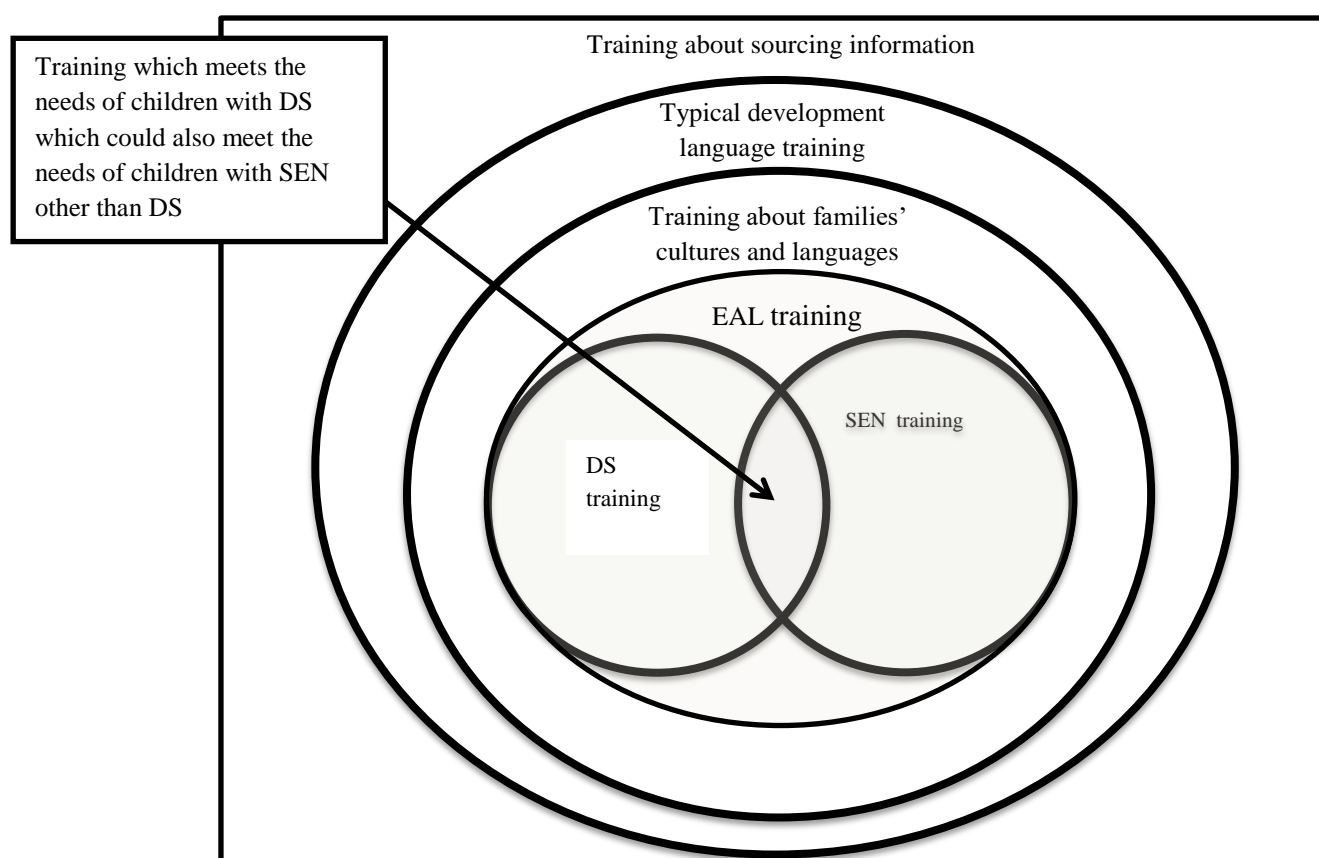 Training about sourcing information
Training which meets the
needs of children with DS
which could also meet the
needs of children with SEN
other than DS
Typical development
language training
Training about families’
cultures and languages
EAL training
SEN training
DS
training